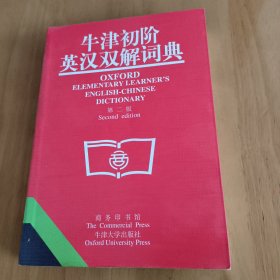 牛津初阶
英汉双解词典
OXFORD
ELEMENTARY LEARNER'S
ENGLISH-CHINESE
DICTIONARY
第二版
Second edition
商务印书馆
The Commercial Press
牛津大学出版社
Oxford University Press